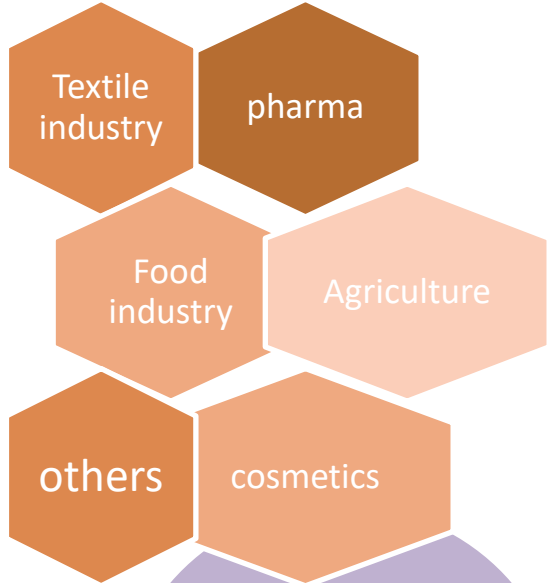 Textile
industry
pharma
Food
industry
Agriculture
others
cosmetics